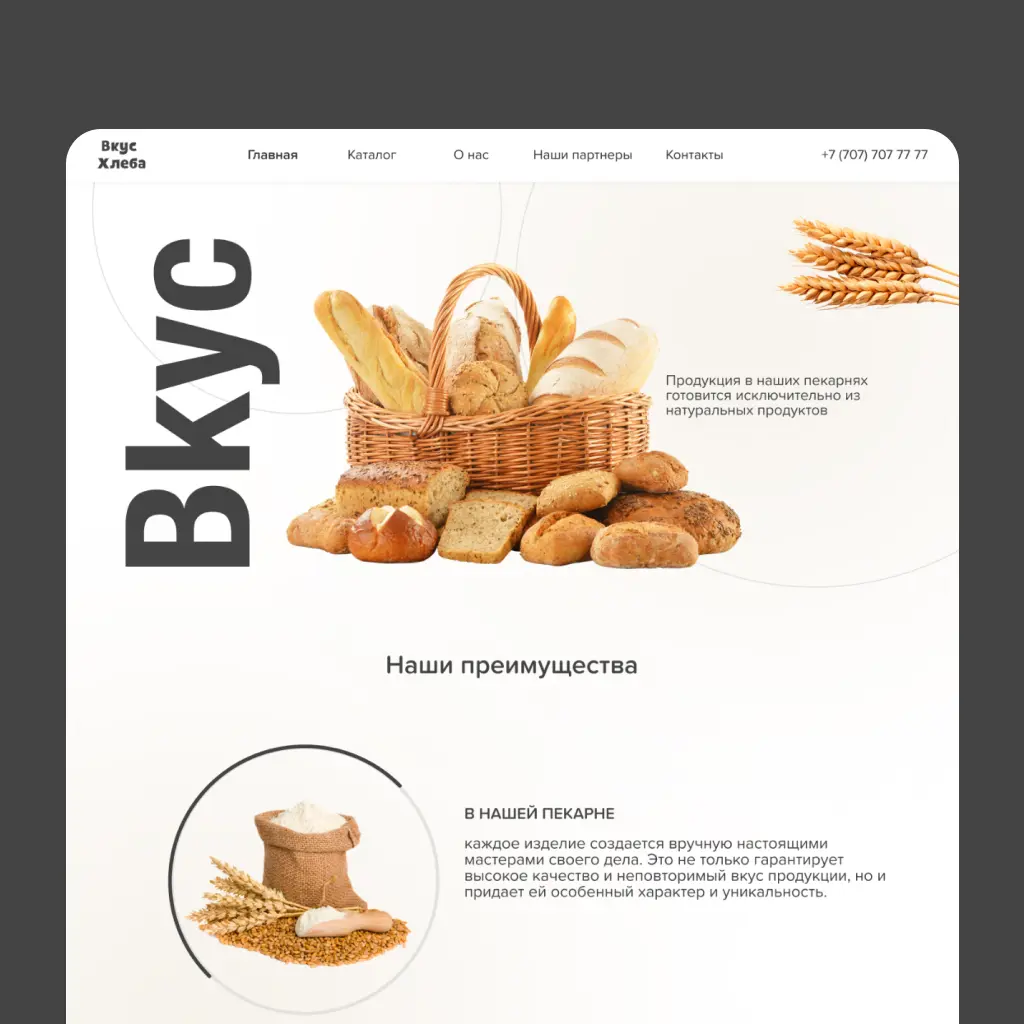 Вкус
Хлеба
Главная
Каталог
О нас
Наши партнеры
Контакты
+7 (707) 707 77 77
Вкус
Продукция в наших пекарнях
готовится исключительно из
натуральных продуктов
Наши преимущества
В НАШЕЙ ПЕКАРНЕ
каждое изделие создается вручную настоящими
мастерами своего дела. Это не только гарантирует
высокое качество и неповторимый вкус продукции, но и
придает ей особенный характер и уникальность.